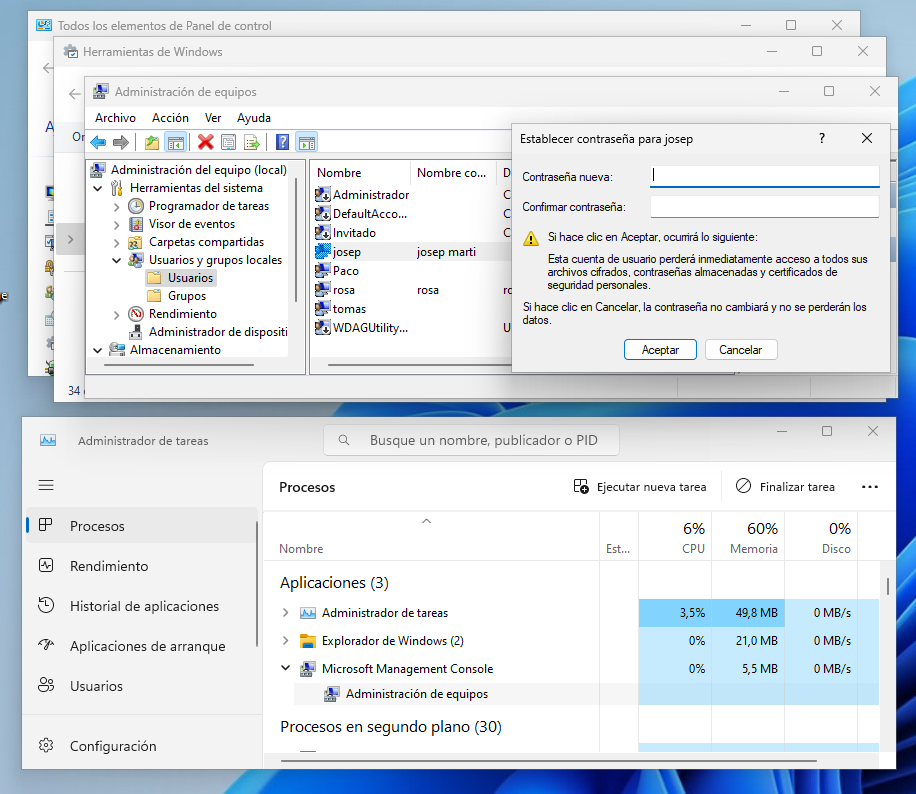 Todos los elementos de Panel de control
Herramientas de Windows
Administración de equipos
Archivo Acción Ver Ayuda
Administración del equipo (local)
Herramientas del sistema
Programador de tareas
Visor de eventos
Carpetas compartidas
Usuarios y grupos locales
Usuarios
Grupos
Rendimiento
Administrador de dispositi
Almacenamiento
Nombre Nombre co... D
Administrador C
DefaultAcco... C
Invitado C
josep josep marti
Paco
rosa rosa ro
tomas
WDAGUtility... U
34
Establecer contraseña para josep ?
Contraseña nueva:
Confirmar contraseña:
Si hace clic en Aceptar, ocurrirá lo siguiente:
Esta cuenta de usuario perderá inmediatamente acceso a todos sus
archivos cifrados, contraseñas almacenadas y certificados de
seguridad personales.
Si hace clic en Cancelar, la contraseña no cambiará y no se perderán los
datos.
Aceptar Cancelar
Administrador de tareas
Busque un nombre, publicador o PID
Procesos
Rendimiento
Historial de aplicaciones
Aplicaciones de arranque
Usuarios
Configuración
Procesos Ejecutar nueva tarea Finalizar tarea ...
6% 60% 0%
Nombre Est... CPU Memoria Disco
Aplicaciones (3)
Administrador de tareas 3,5% 49,8 MB 0 MB/s
Explorador de Windows (2) 0% 21,0 MB 0 MB/s
Microsoft Management Console 0% 5,5 MB 0 MB/s
Administración de equipos
Procesos en segundo plano (30)